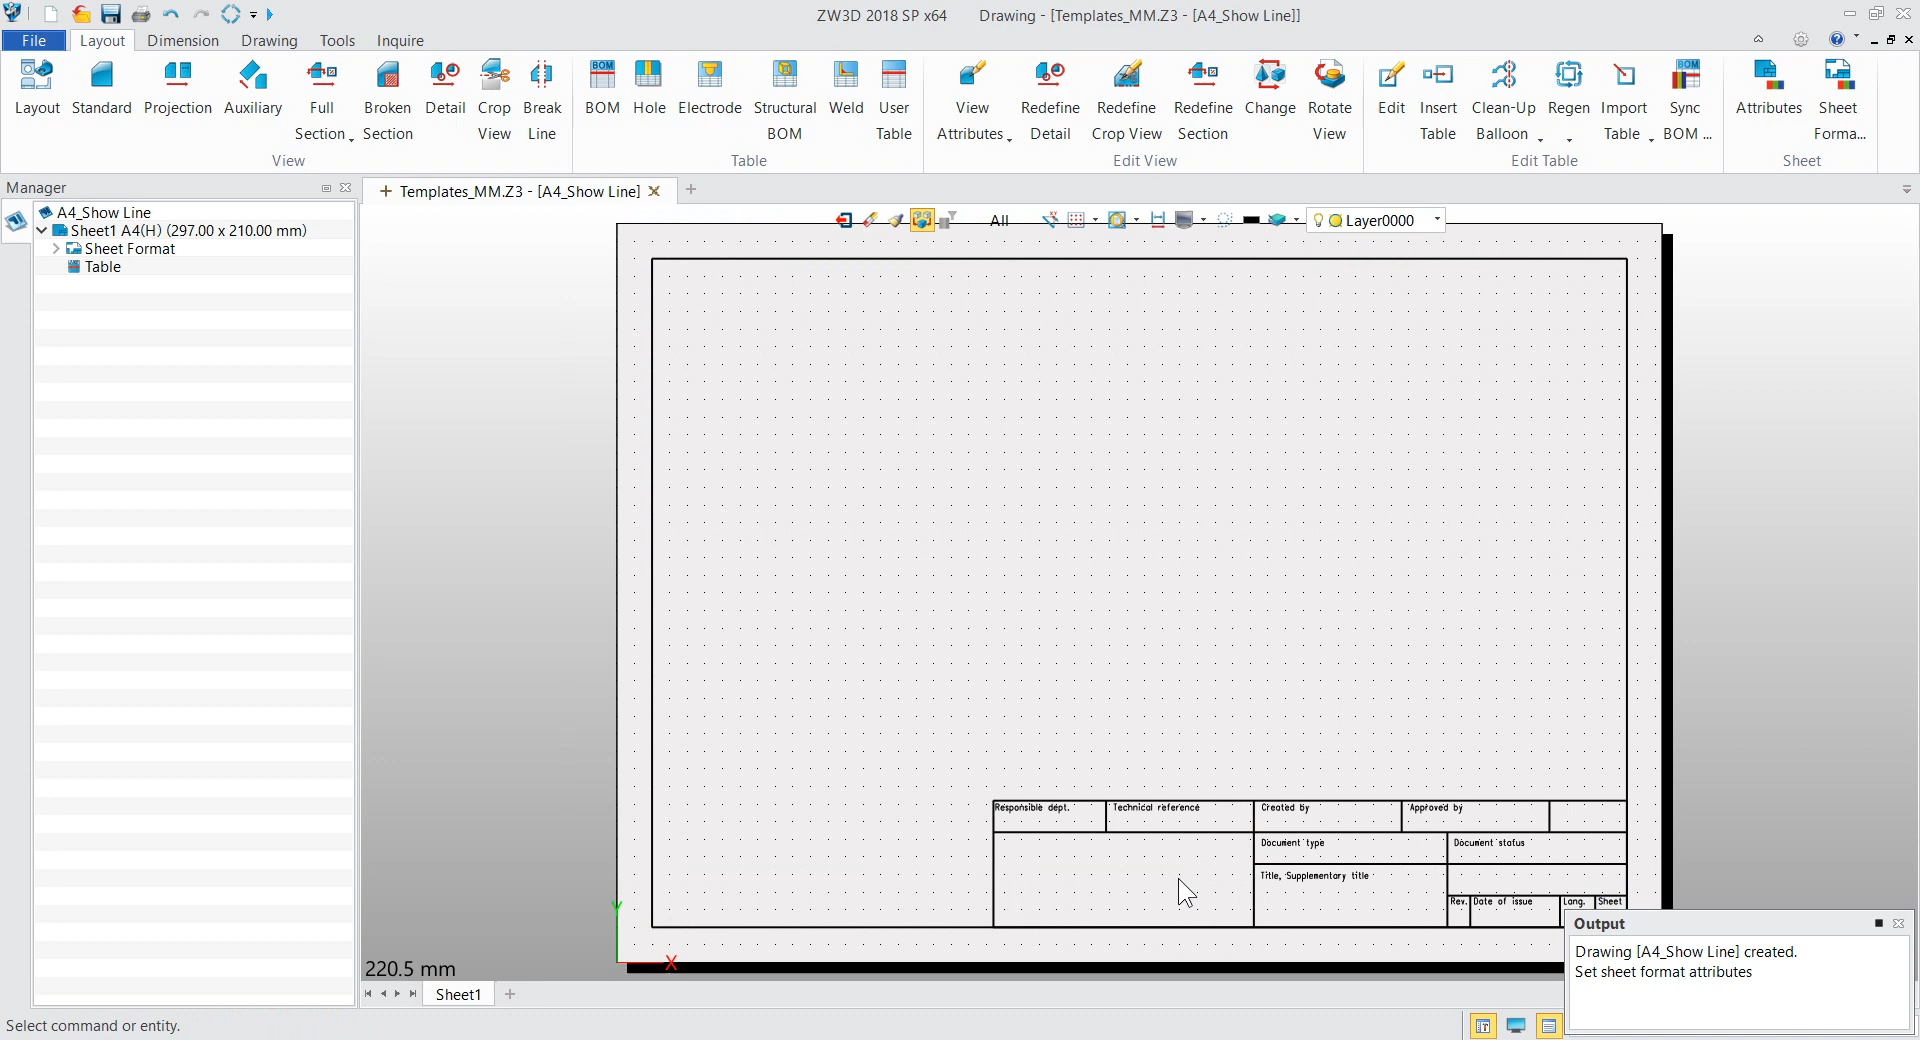 ZW3D 2018 SP x64 Drawing - [Templates_MM.Z3 - [A4_Show Line]]
File Layout Dimension Drawing Tools Inquire
Layout Standard Projection Auxiliary Full Section Broken Section Detail Crop View Break Line
View
BOM Hole Electrode Structural BOM Weld User Table
Table
View Attributes Redefine Detail Redefine Crop View Redefine Section Change Rotate View
Edit View
Edit Insert Table Clean-Up Balloon Regen Import Table Sync BOM ...
Edit Table
Attributes Sheet Forma...
Sheet
Manager
Templates_MM.Z3 - [A4_Show Line]
A4_Show Line
Sheet1 A4(H) (297.00 x 210.00 mm)
Sheet Format
Table
All
Layer0000
Responsible dept. Technical reference Created by Approved by
Document type Document status
Title, Supplementary title
Rev. Date of issue Lang. Sheet
Y
X
220.5 mm
Sheet1
Output
Drawing [A4_Show Line] created.
Set sheet format attributes
Select command or entity.